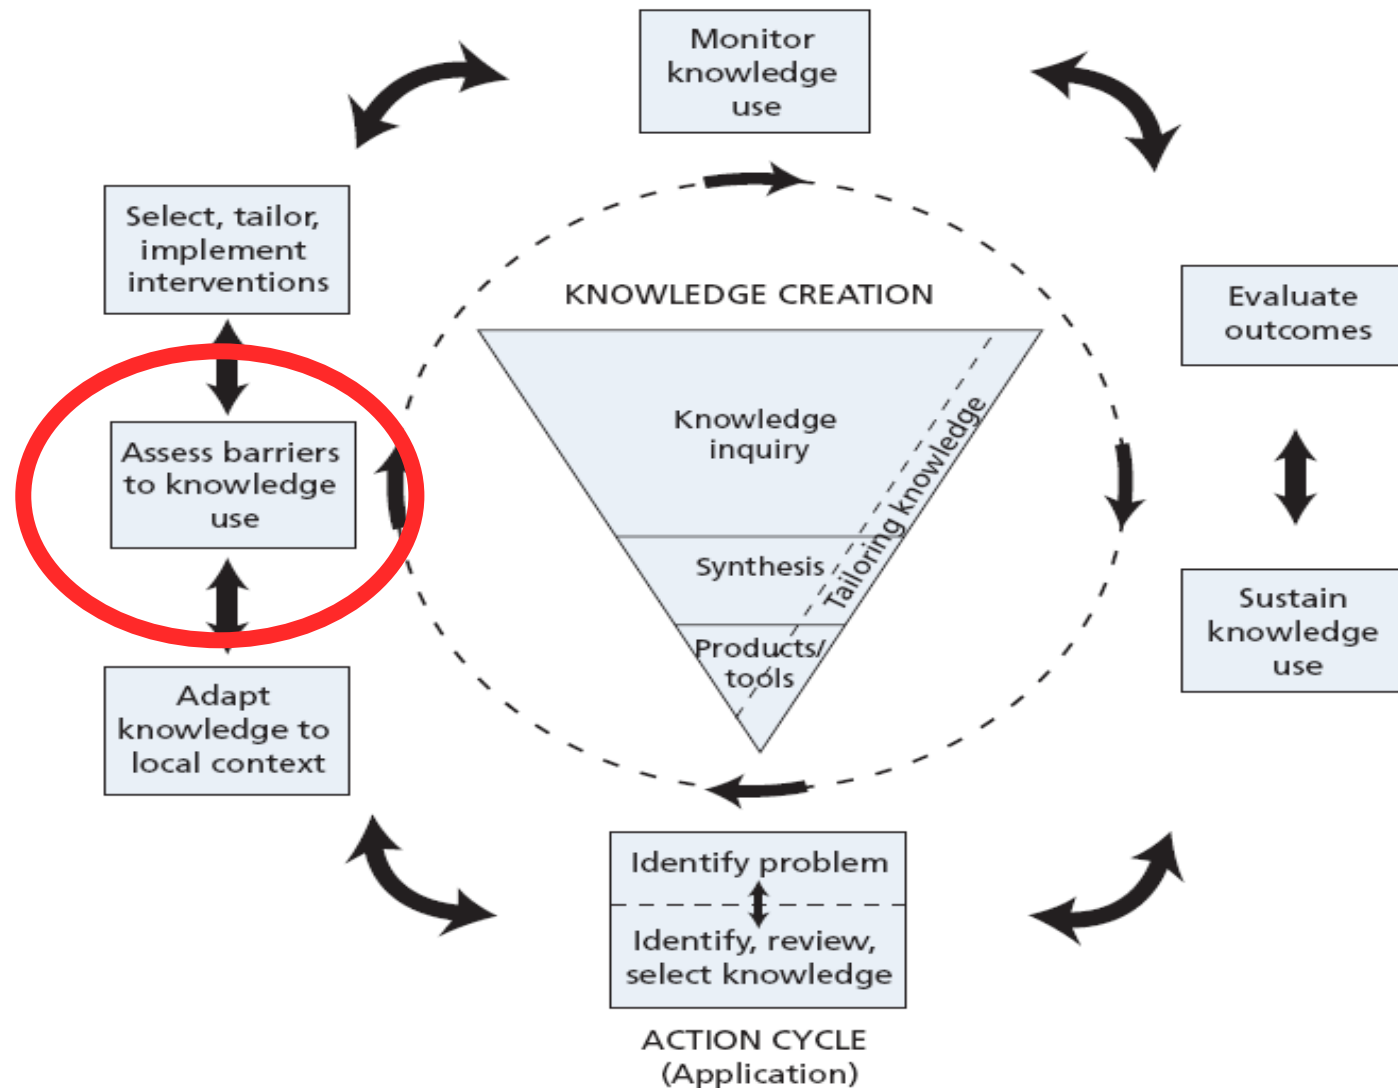 Monitor
knowledge
use
Select, tailor,
implement
interventions
Evaluate
outcomes
KNOWLEDGE CREATION
Knowledge
inquiry
Tailoring knowledge
Assess barriers
to knowledge
use
Synthesis
Products/
tools
Sustain
knowledge
use
Adapt
knowledge to
local context
Identify problem
Identify, review,
select knowledge
ACTION CYCLE
(Application)